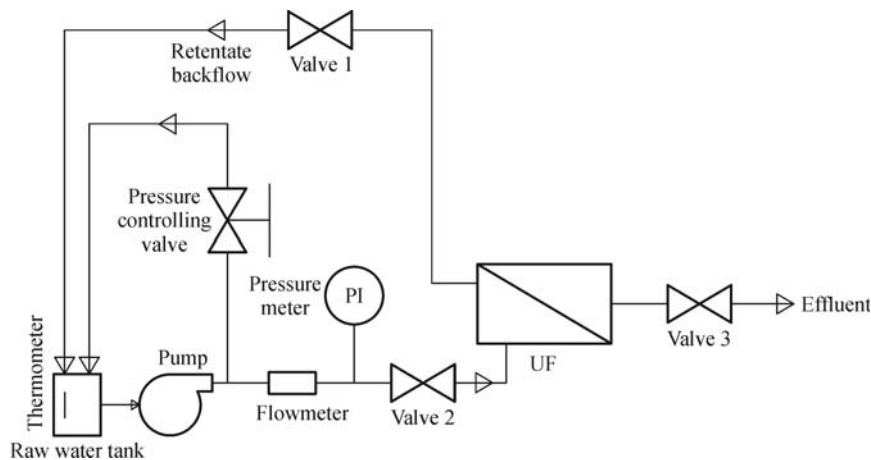 Retentate
backflow
Valve 1
Pressure
controlling
valve
Pressure
meter
PI
Effluent
Valve 3
UF
Thermometer
Pump
Flowmeter
Valve 2
Raw water tank